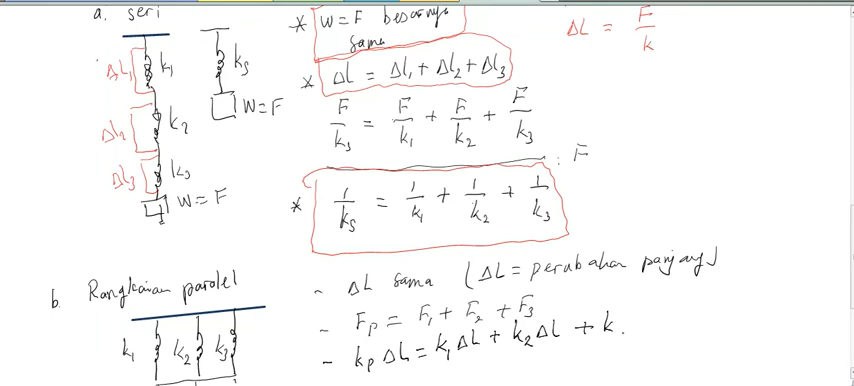 a. seri
* W = F besarnya
sama
ΔL = F/k
ΔL₁ k₁
kₛ
W = F
* ΔL = ΔL₁ + ΔL₂ + ΔL₃
ΔL₂ k₂
F/kₛ = F/k₁ + F/k₂ + F/k₃
: F
ΔL₃ k₃
W = F
* 1/kₛ = 1/k₁ + 1/k₂ + 1/k₃
b. Rangkaian paralel
- ΔL sama (ΔL = perubahan panjang)
- Fp = F₁ + F₂ + F₃
k₁ k₂ k₃
- kp ΔL = k₁ ΔL + k₂ ΔL + k.